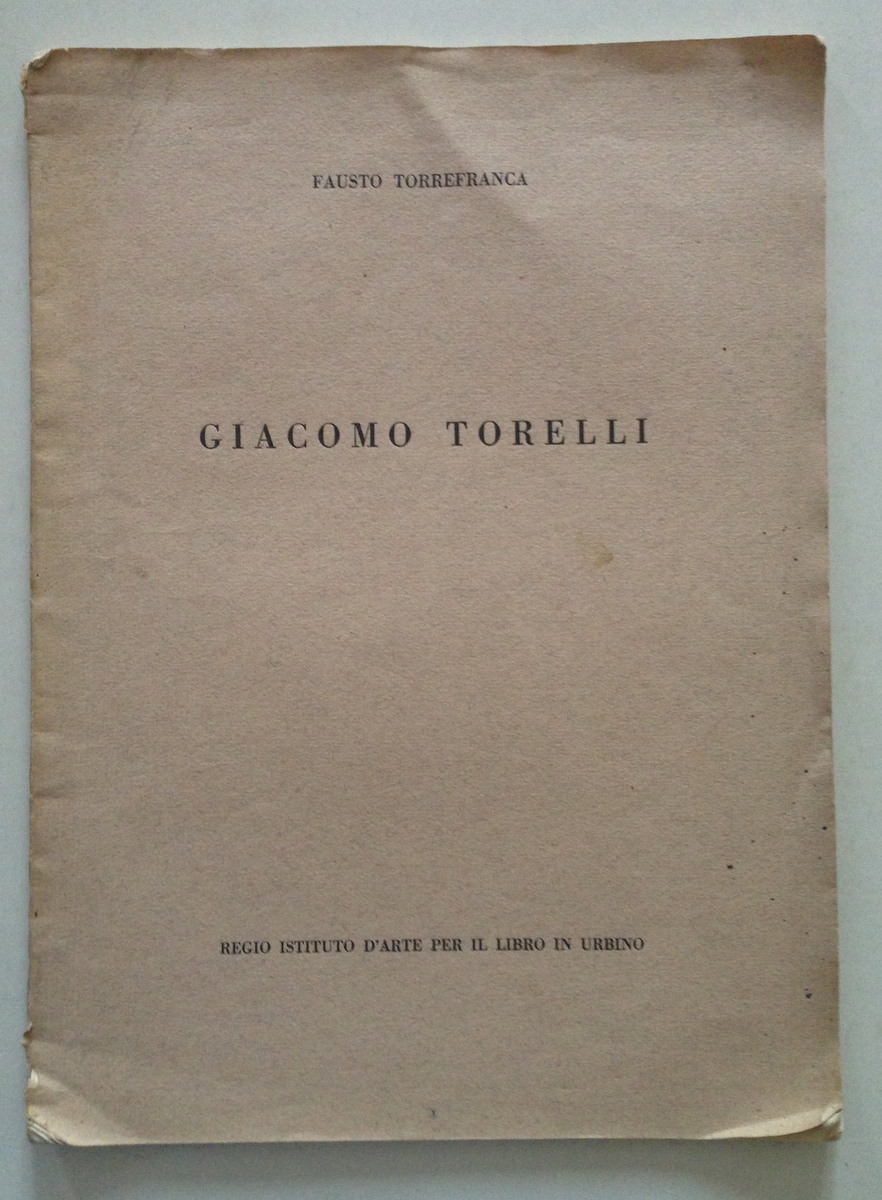 FAUSTO TORREFRANCA
GIACOMO TORELLI
REGIO ISTITUTO D'ARTE PER IL LIBRO IN URBINO